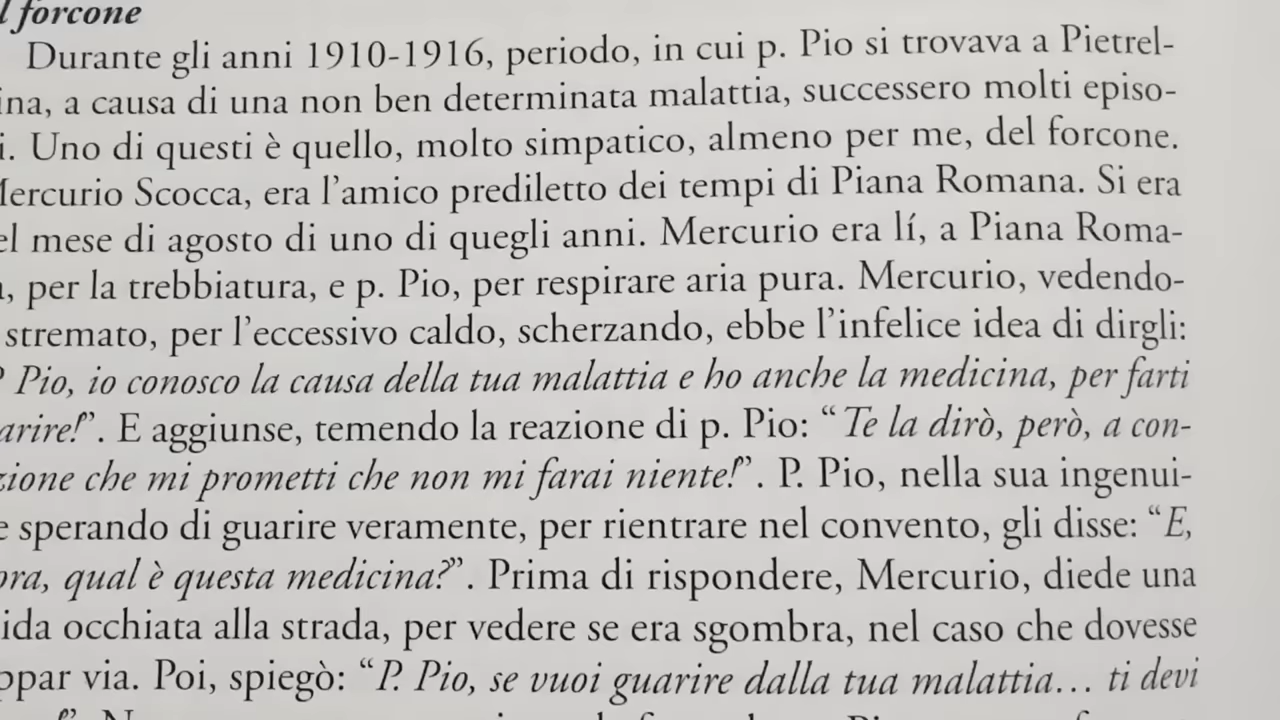 l forcone
Durante gli anni 1910-1916, periodo, in cui p. Pio si trovava a Pietrel-
ina, a causa di una non ben determinata malattia, successero molti episo-
i. Uno di questi è quello, molto simpatico, almeno per me, del forcone.
Mercurio Scocca, era l'amico prediletto dei tempi di Piana Romana. Si era
el mese di agosto di uno di quegli anni. Mercurio era lí, a Piana Roma-
, per la trebbiatura, e p. Pio, per respirare aria pura. Mercurio, vedendo-
stremato, per l'eccessivo caldo, scherzando, ebbe l'infelice idea di dirgli:
P Pio, io conosco la causa della tua malattia e ho anche la medicina, per farti
arire!”. E aggiunse, temendo la reazione di p. Pio: “Te la dirò, però, a con-
zione che mi prometti che non mi farai niente!”. P. Pio, nella sua ingenui-
e sperando di guarire veramente, per rientrare nel convento, gli disse: “E,
ora, qual è questa medicina?”. Prima di rispondere, Mercurio, diede una
ida occhiata alla strada, per vedere se era sgombra, nel caso che dovesse
ppar via. Poi, spiegò: “P. Pio, se vuoi guarire dalla tua malattia… ti devi